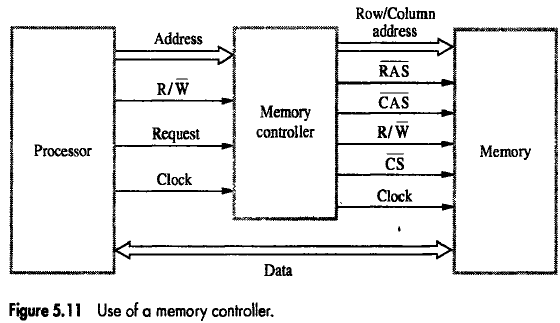 Row/Column
address
Address
RAS
CAS
R/W
Request
Clock
Processor
Memory
controller
R/W
CS
Clock
Memory
Data
Figure 5.11 Use of a memory controller.